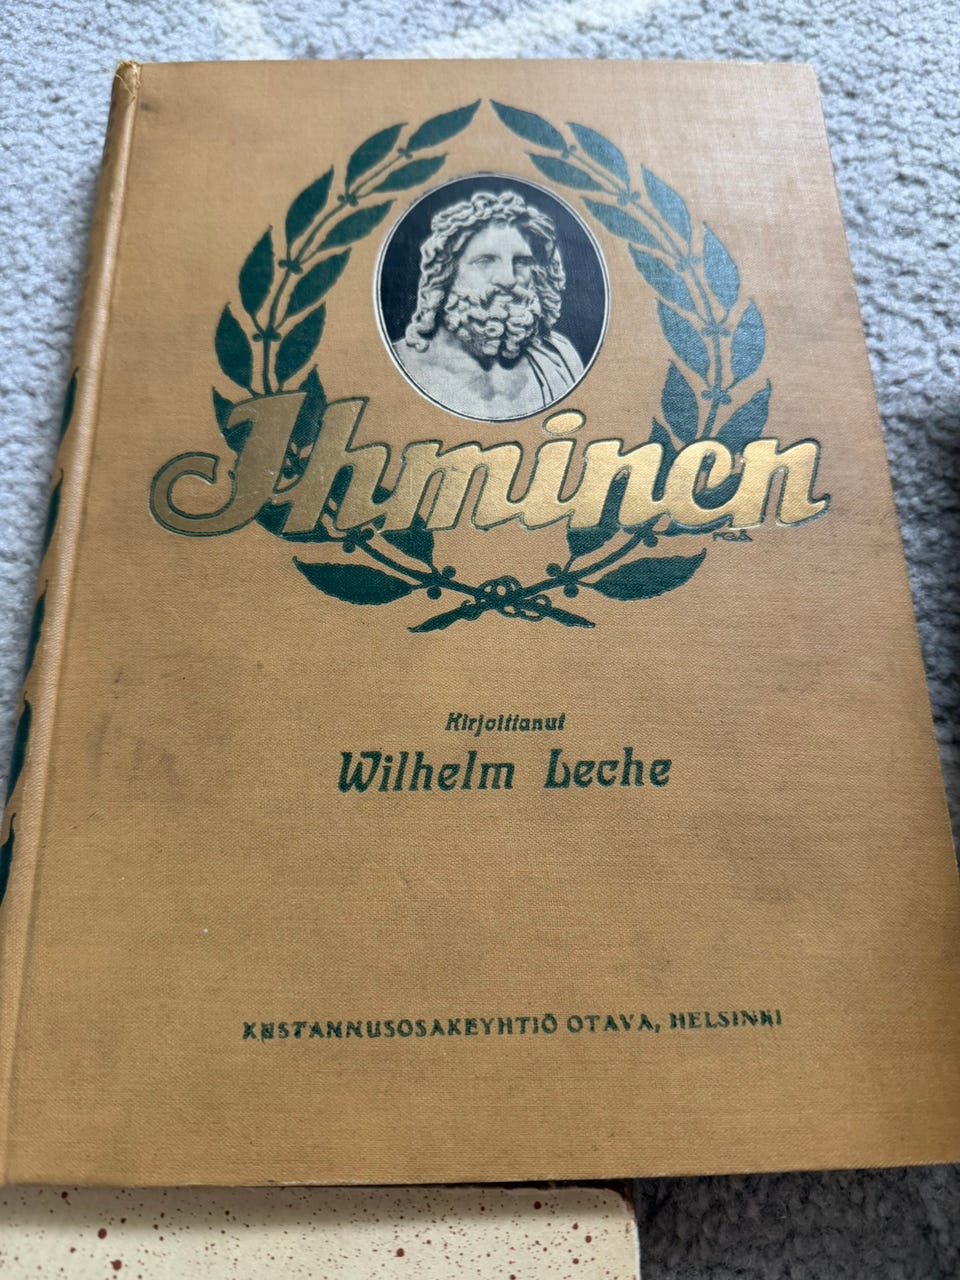 Ihminen
Kirjoittanut
Wilhelm Leche
KUSTANNUSOSAKEYHTIÖ OTAVA, HELSINKI